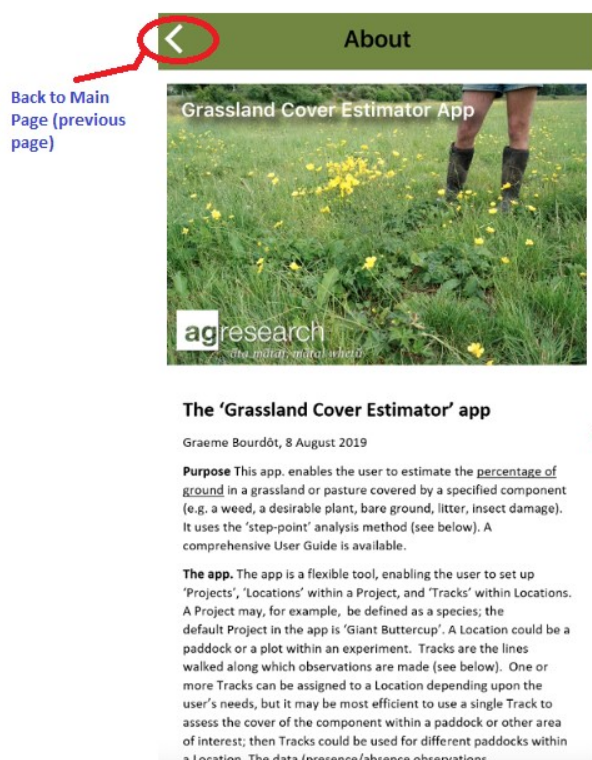 About
Back to Main
Page (previous
page)
Grassland Cover Estimator App
agresearch
āta mātai, mātai whetū
The ‘Grassland Cover Estimator’ app
Graeme Bourdôt, 8 August 2019
Purpose This app. enables the user to estimate the percentage of
ground in a grassland or pasture covered by a specified component
(e.g. a weed, a desirable plant, bare ground, litter, insect damage).
It uses the ‘step-point’ analysis method (see below). A
comprehensive User Guide is available.
The app. The app is a flexible tool, enabling the user to set up
‘Projects’, ‘Locations’ within a Project, and ‘Tracks’ within Locations.
A Project may, for example, be defined as a species; the
default Project in the app is ‘Giant Buttercup’. A Location could be a
paddock or a plot within an experiment. Tracks are the lines
walked along which observations are made (see below). One or
more Tracks can be assigned to a Location depending upon the
user’s needs, but it may be most efficient to use a single Track to
assess the cover of the component within a paddock or other area
of interest; then Tracks could be used for different paddocks within
a Location. The data (presence/absence observations